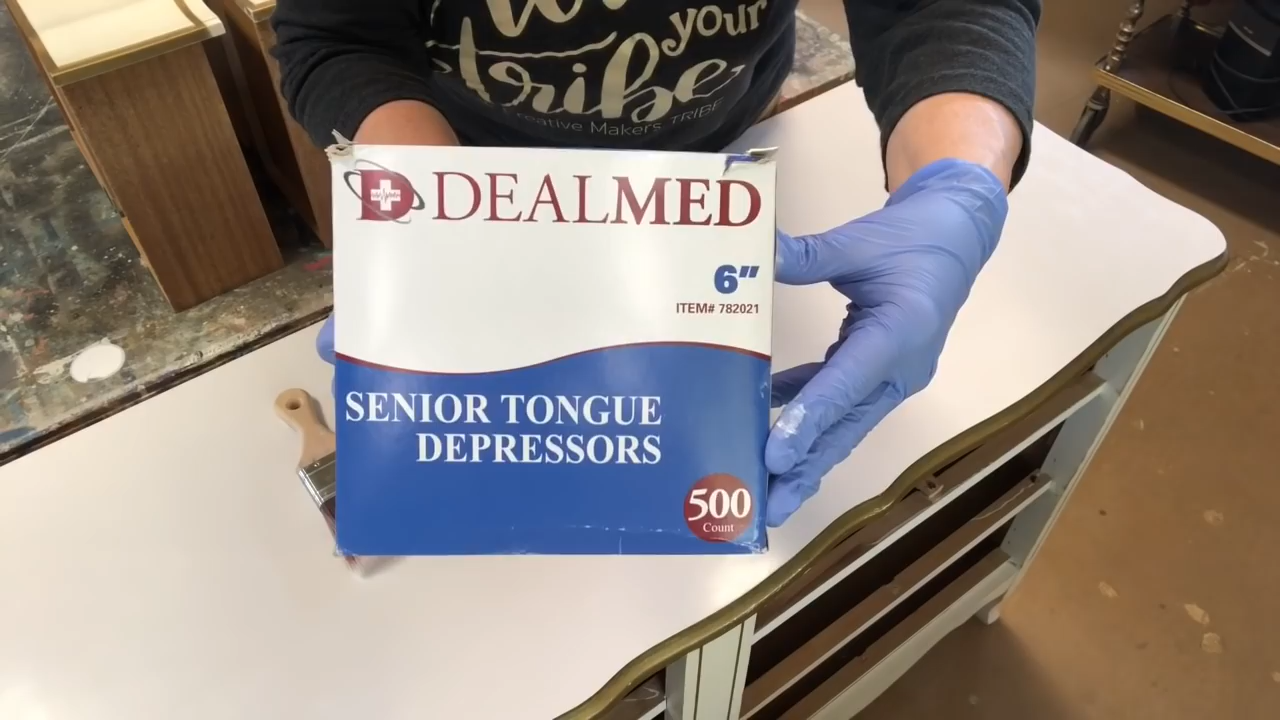 your
tribe
Creative Makers TRIBE
DEALMED
6"
ITEM# 782021
SENIOR TONGUE
DEPRESSORS
500
Count